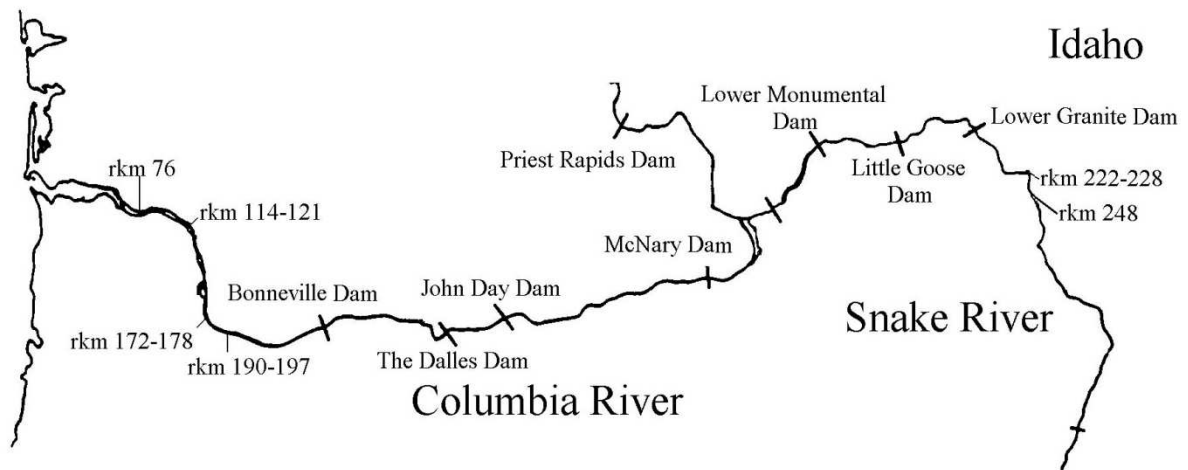 Idaho
Lower Monumental
Dam
Lower Granite Dam
Priest Rapids Dam
Little Goose
Dam
rkm 76
rkm 222-228
rkm 114-121
rkm 248
McNary Dam
Bonneville Dam
John Day Dam
Snake River
rkm 172-178
rkm 190-197
The Dalles Dam
Columbia River